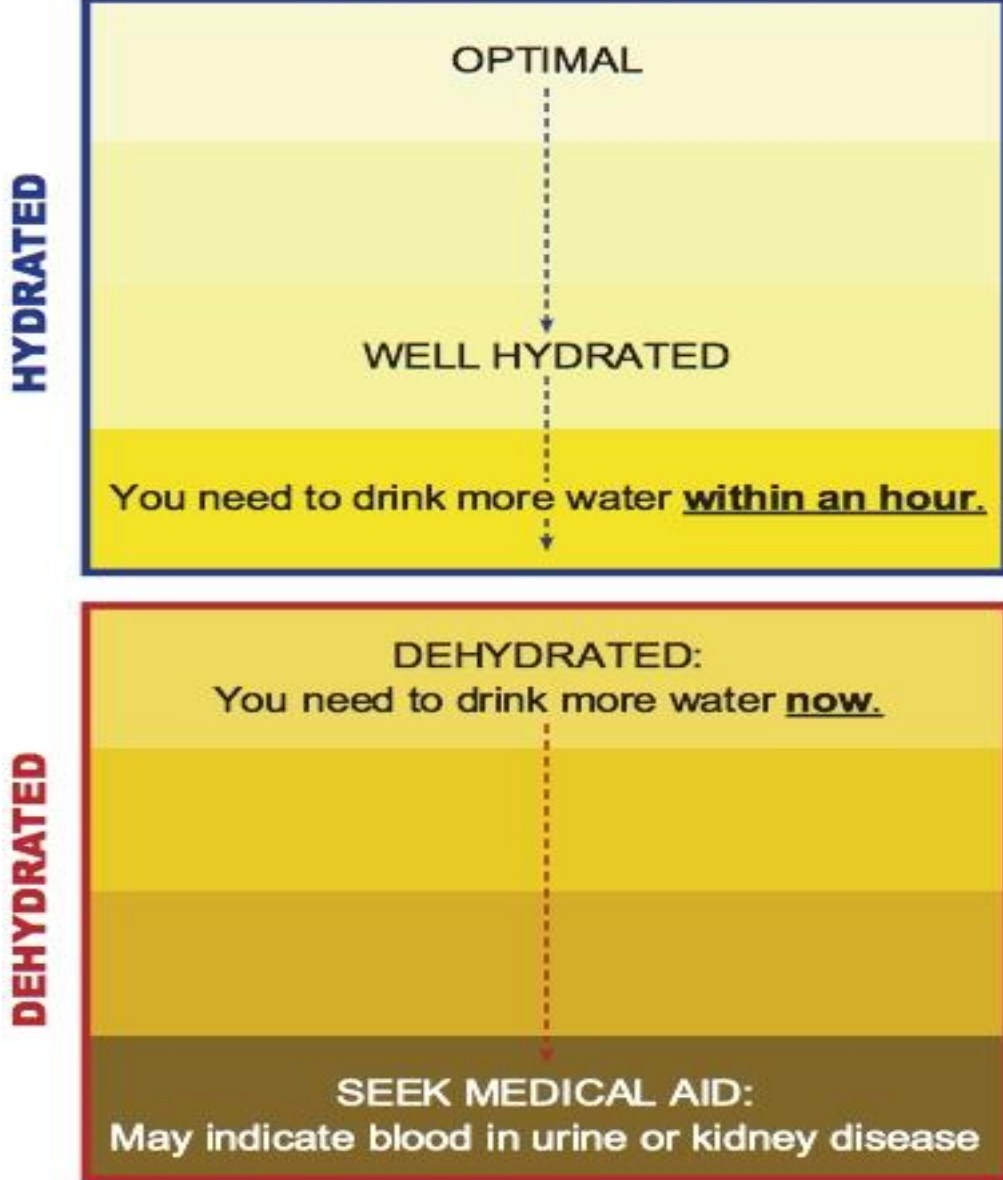 HYDRATED
OPTIMAL
WELL HYDRATED
You need to drink more water within an hour.
DEHYDRATED
DEHYDRATED:
You need to drink more water now.
SEEK MEDICAL AID:
May indicate blood in urine or kidney disease